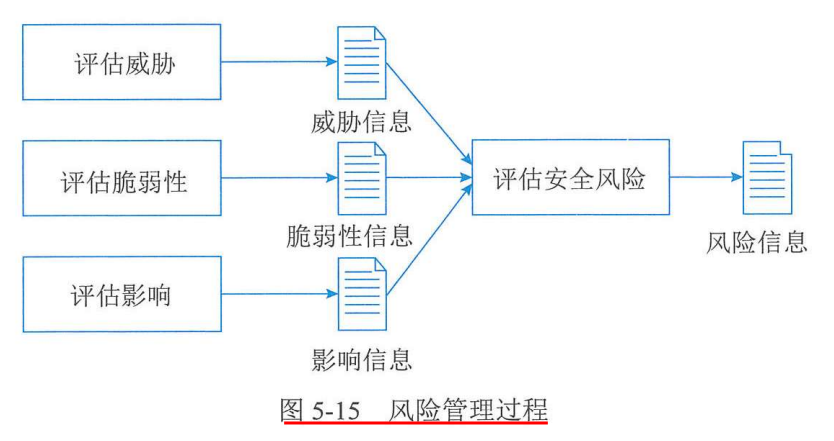 评估威胁
威胁信息
评估脆弱性
脆弱性信息
评估影响
影响信息
评估安全风险
风险信息
图 5-15 风险管理过程